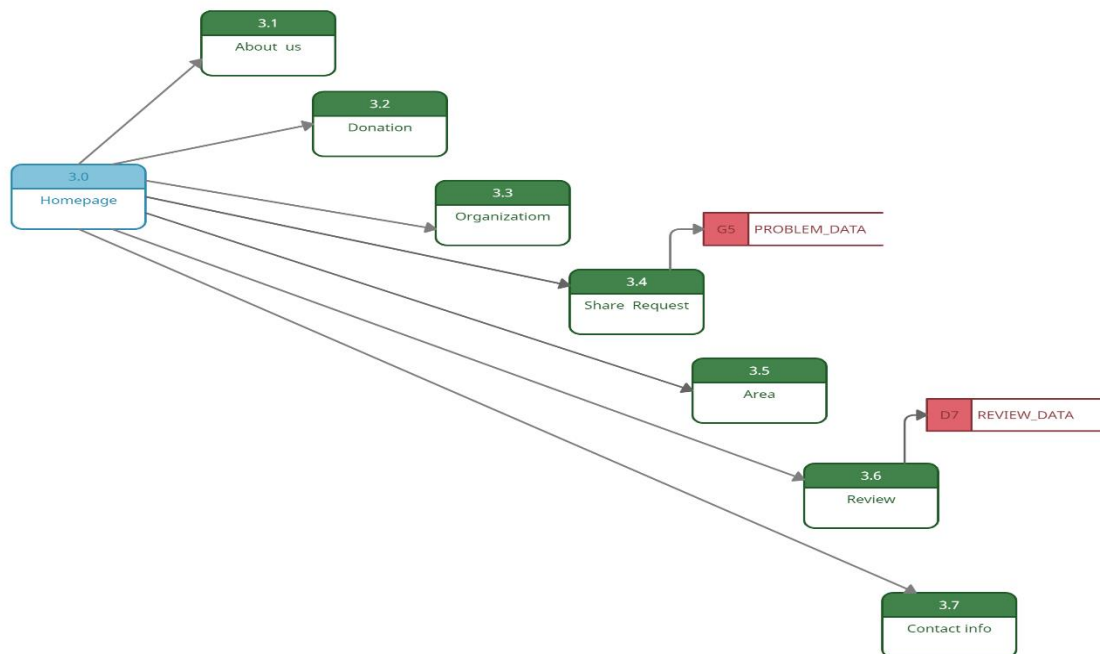 3.1
About us
3.2
Donation
3.0
Homepage
3.3
Organizatiom
G5 PROBLEM_DATA
3.4
Share Request
3.5
Area
D7 REVIEW_DATA
3.6
Review
3.7
Contact info